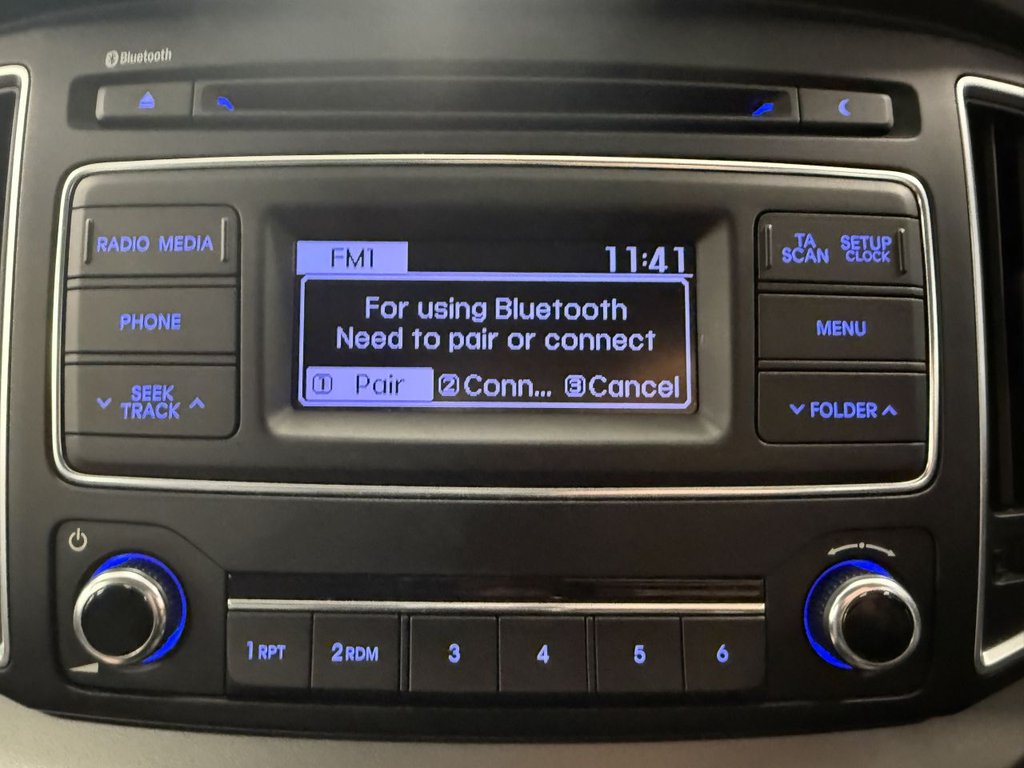 Bluetooth
RADIO MEDIA
PHONE
SEEK
TRACK
FM1 11:41
For using Bluetooth
Need to pair or connect
1 Pair 2 Conn... 3 Cancel
TA
SCAN
SETUP
CLOCK
MENU
FOLDER
1 RPT 2 RDM 3 4 5 6